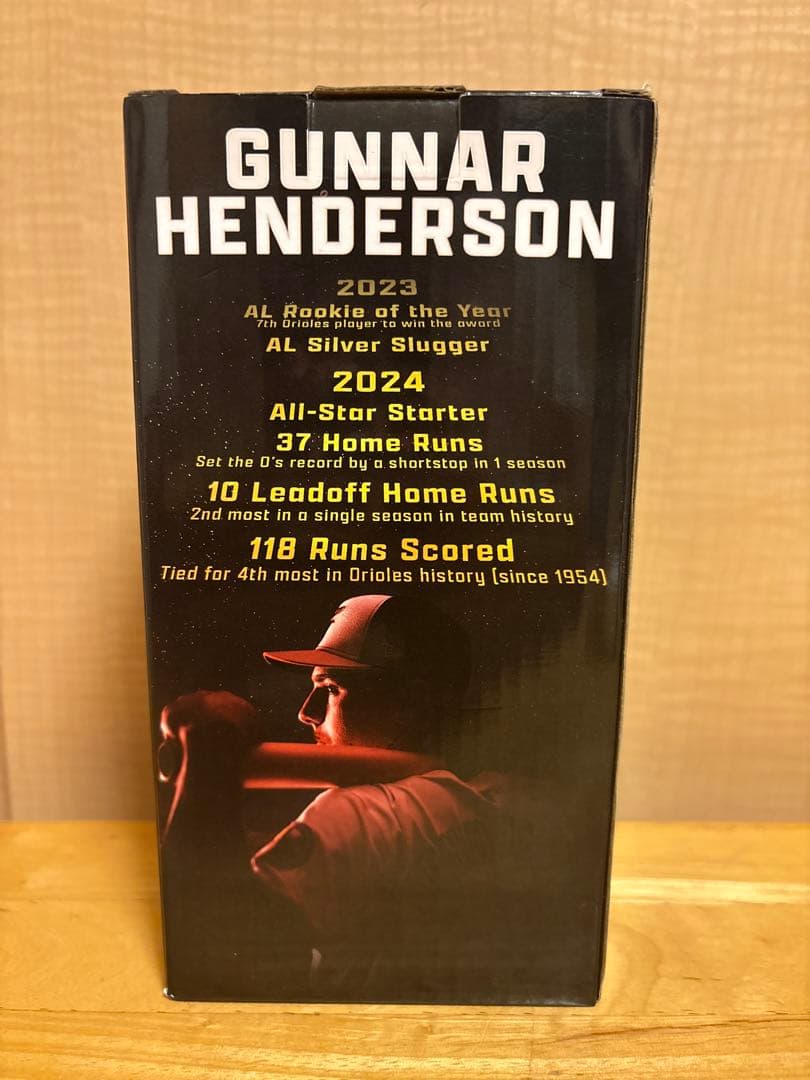 GUNNAR
HENDERSON
2023
AL Rookie of the Year
7th Orioles player to win the award
AL Silver Slugger
2024
All-Star Starter
37 Home Runs
Set the O's record by a shortstop in 1 season
10 Leadoff Home Runs
2nd most in a single season in team history
118 Runs Scored
Tied for 4th most in Orioles history (since 1954)